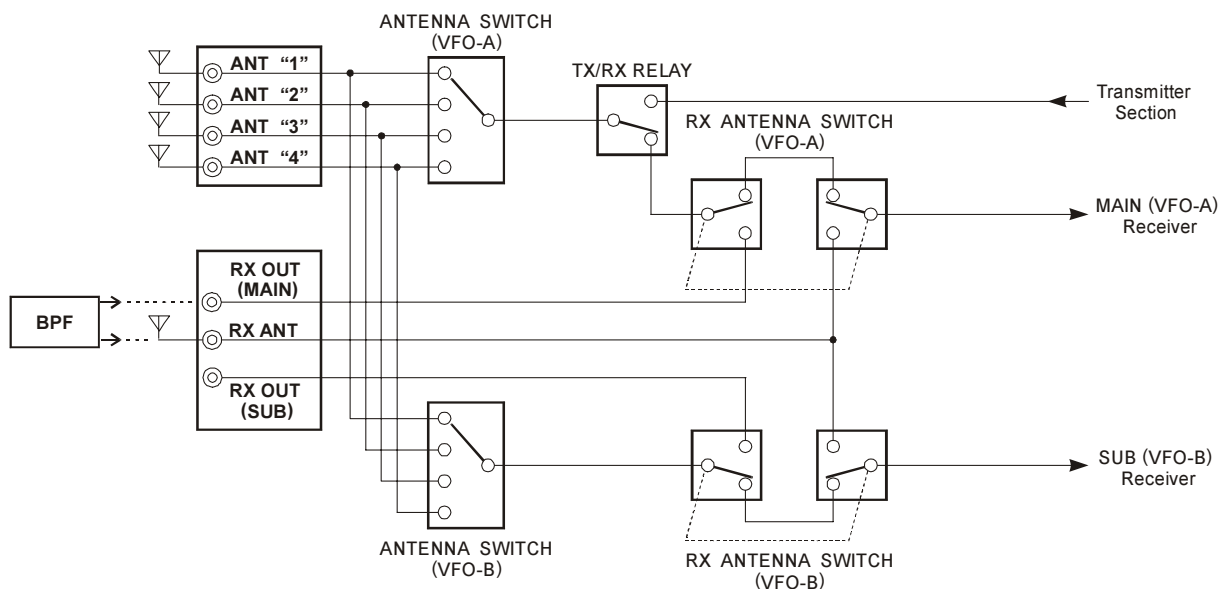 ANTENNA SWITCH
(VFO-A)
ANT “1”
ANT “2”
ANT “3”
ANT “4”
TX/RX RELAY
Transmitter
Section
RX ANTENNA SWITCH
(VFO-A)
MAIN (VFO-A)
Receiver
BPF
RX OUT
(MAIN)
RX ANT
RX OUT
(SUB)
SUB (VFO-B)
Receiver
ANTENNA SWITCH
(VFO-B)
RX ANTENNA SWITCH
(VFO-B)